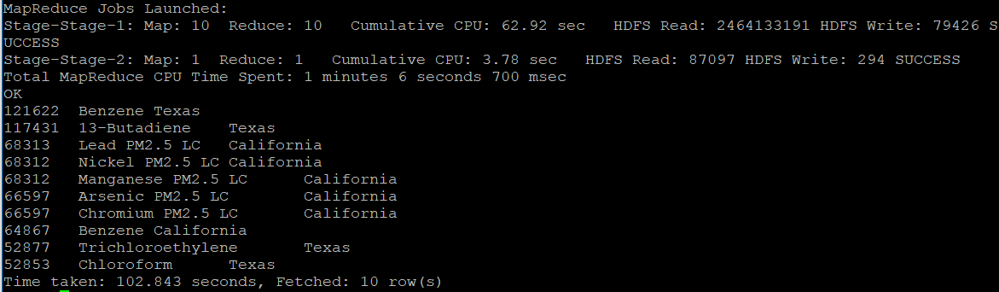 MapReduce Jobs Launched:
Stage-Stage-1: Map: 10  Reduce: 10   Cumulative CPU: 62.92 sec   HDFS Read: 2464133191 HDFS Write: 79426 S
UCCESS
Stage-Stage-2: Map: 1  Reduce: 1   Cumulative CPU: 3.78 sec   HDFS Read: 87097 HDFS Write: 294 SUCCESS
Total MapReduce CPU Time Spent: 1 minutes 6 seconds 700 msec
OK
121622  Benzene Texas
117431  13-Butadiene    Texas
68313   Lead PM2.5 LC   California
68312   Nickel PM2.5 LC California
68312   Manganese PM2.5 LC      California
66597   Arsenic PM2.5 LC        California
66597   Chromium PM2.5 LC       California
64867   Benzene California
52877   Trichloroethylene       Texas
52853   Chloroform      Texas
Time taken: 102.843 seconds, Fetched: 10 row(s)